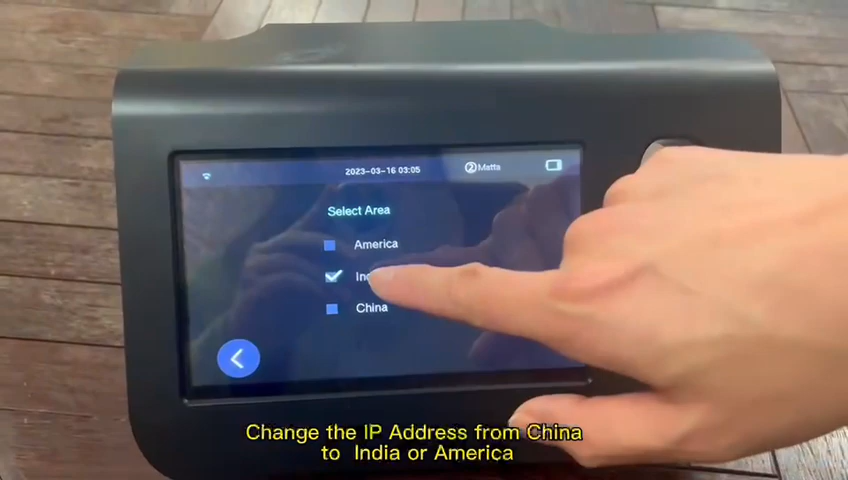 2023-03-16 03:05 ②Matts
Select Area
America
China
Change the IP Address from China
to India or America